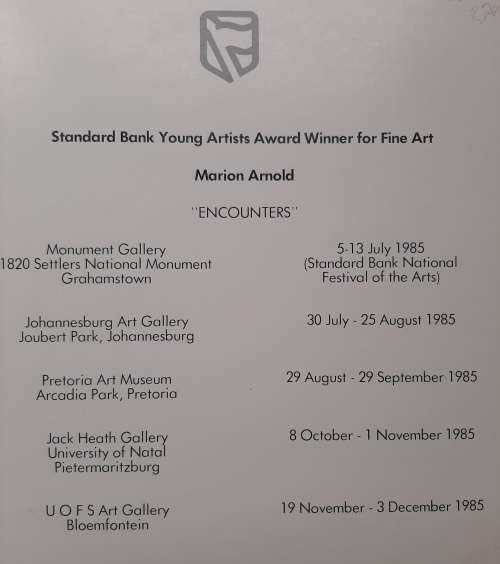 Standard Bank Young Artists Award Winner for Fine Art
Marion Arnold
"ENCOUNTERS"
Monument Gallery
1820 Settlers National Monument
Grahamstown
5-13 July 1985
(Standard Bank National
Festival of the Arts)
Johannesburg Art Gallery
Joubert Park, Johannesburg
30 July - 25 August 1985
Pretoria Art Museum
Arcadia Park, Pretoria
29 August - 29 September 1985
Jack Heath Gallery
University of Natal
Pietermaritzburg
8 October - 1 November 1985
U O F S Art Gallery
Bloemfontein
19 November - 3 December 1985